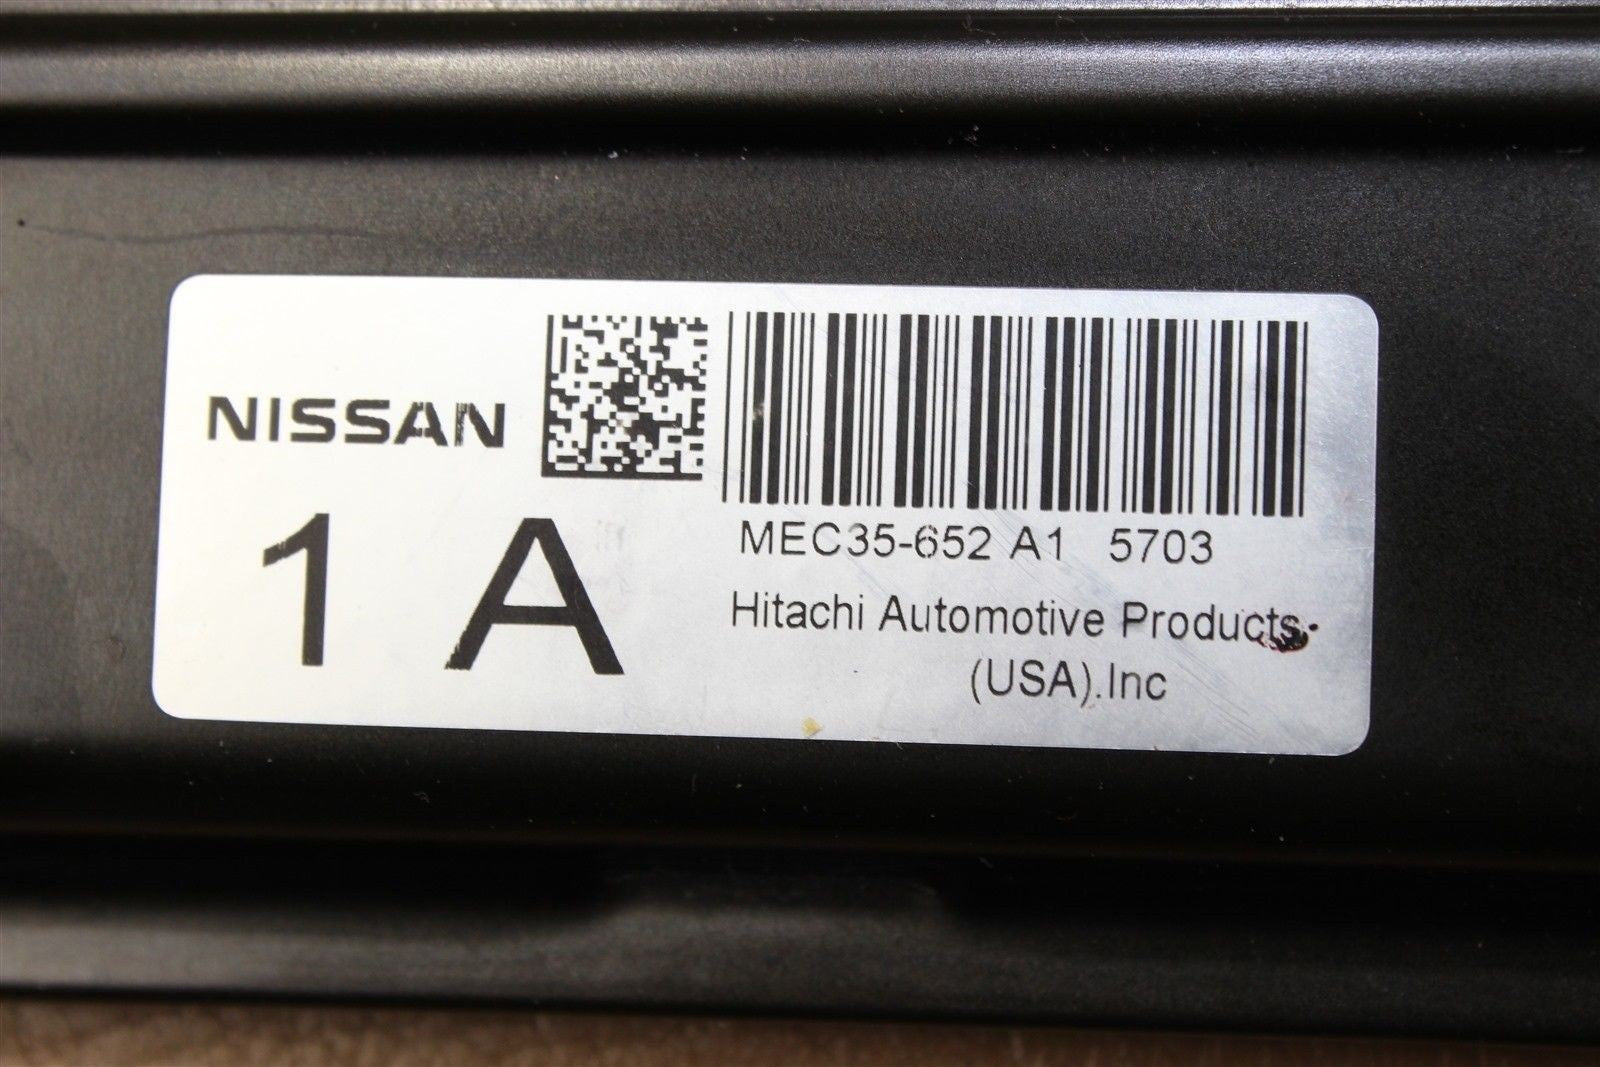 NISSAN
1 A
MEC35-652 A1 5703
Hitachi Automotive Products
(USA).Inc